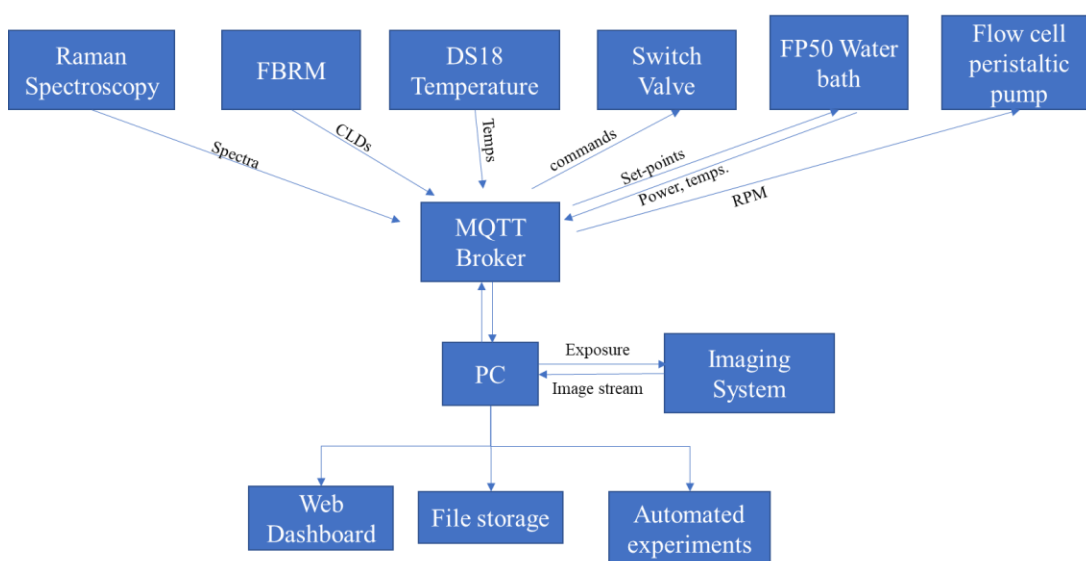 Raman
Spectroscopy
FBRM
DS18
Temperature
Switch
Valve
FP50 Water
bath
Flow cell
peristaltic
pump
Spectra
CLDs
Temps
commands
Set-points
Power, temps.
RPM
MQTT
Broker
PC
Exposure
Image stream
Imaging
System
Web
Dashboard
File storage
Automated
experiments